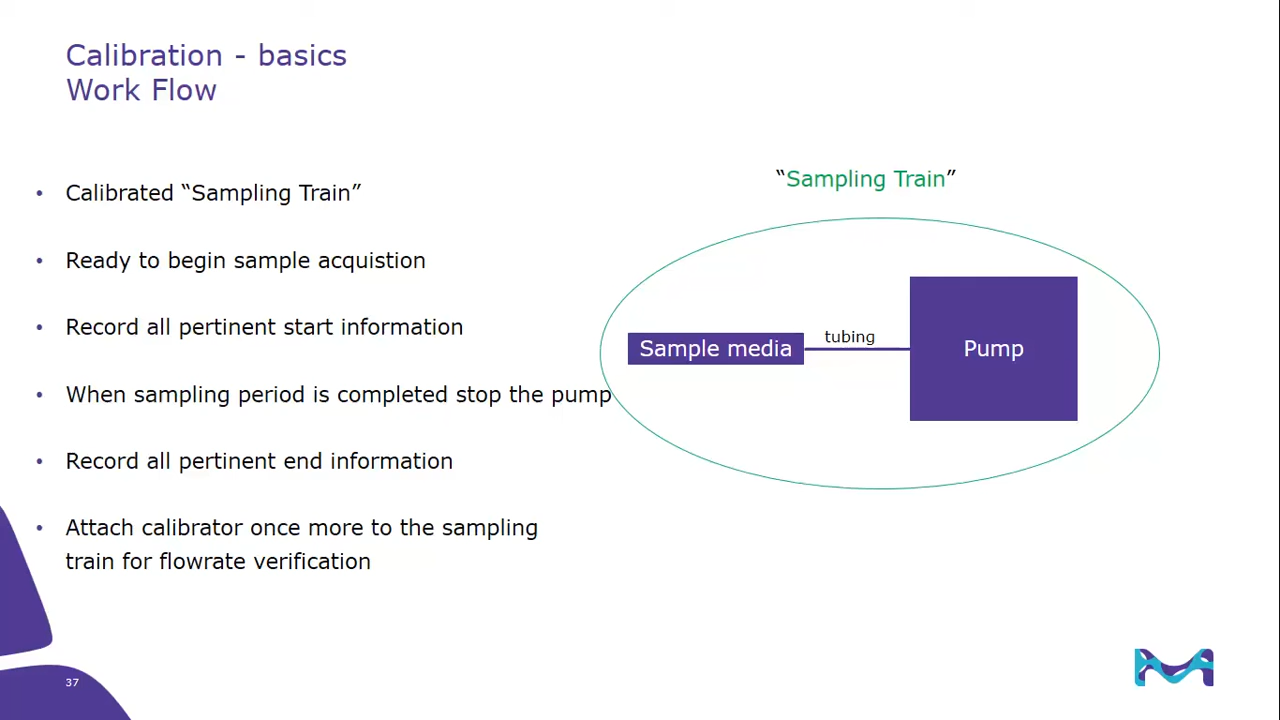 Calibration - basics
Work Flow
• Calibrated “Sampling Train”
• Ready to begin sample acquistion
• Record all pertinent start information
• When sampling period is completed stop the pump
• Record all pertinent end information
• Attach calibrator once more to the sampling
train for flowrate verification
“Sampling Train”
Sample media
tubing
Pump
37